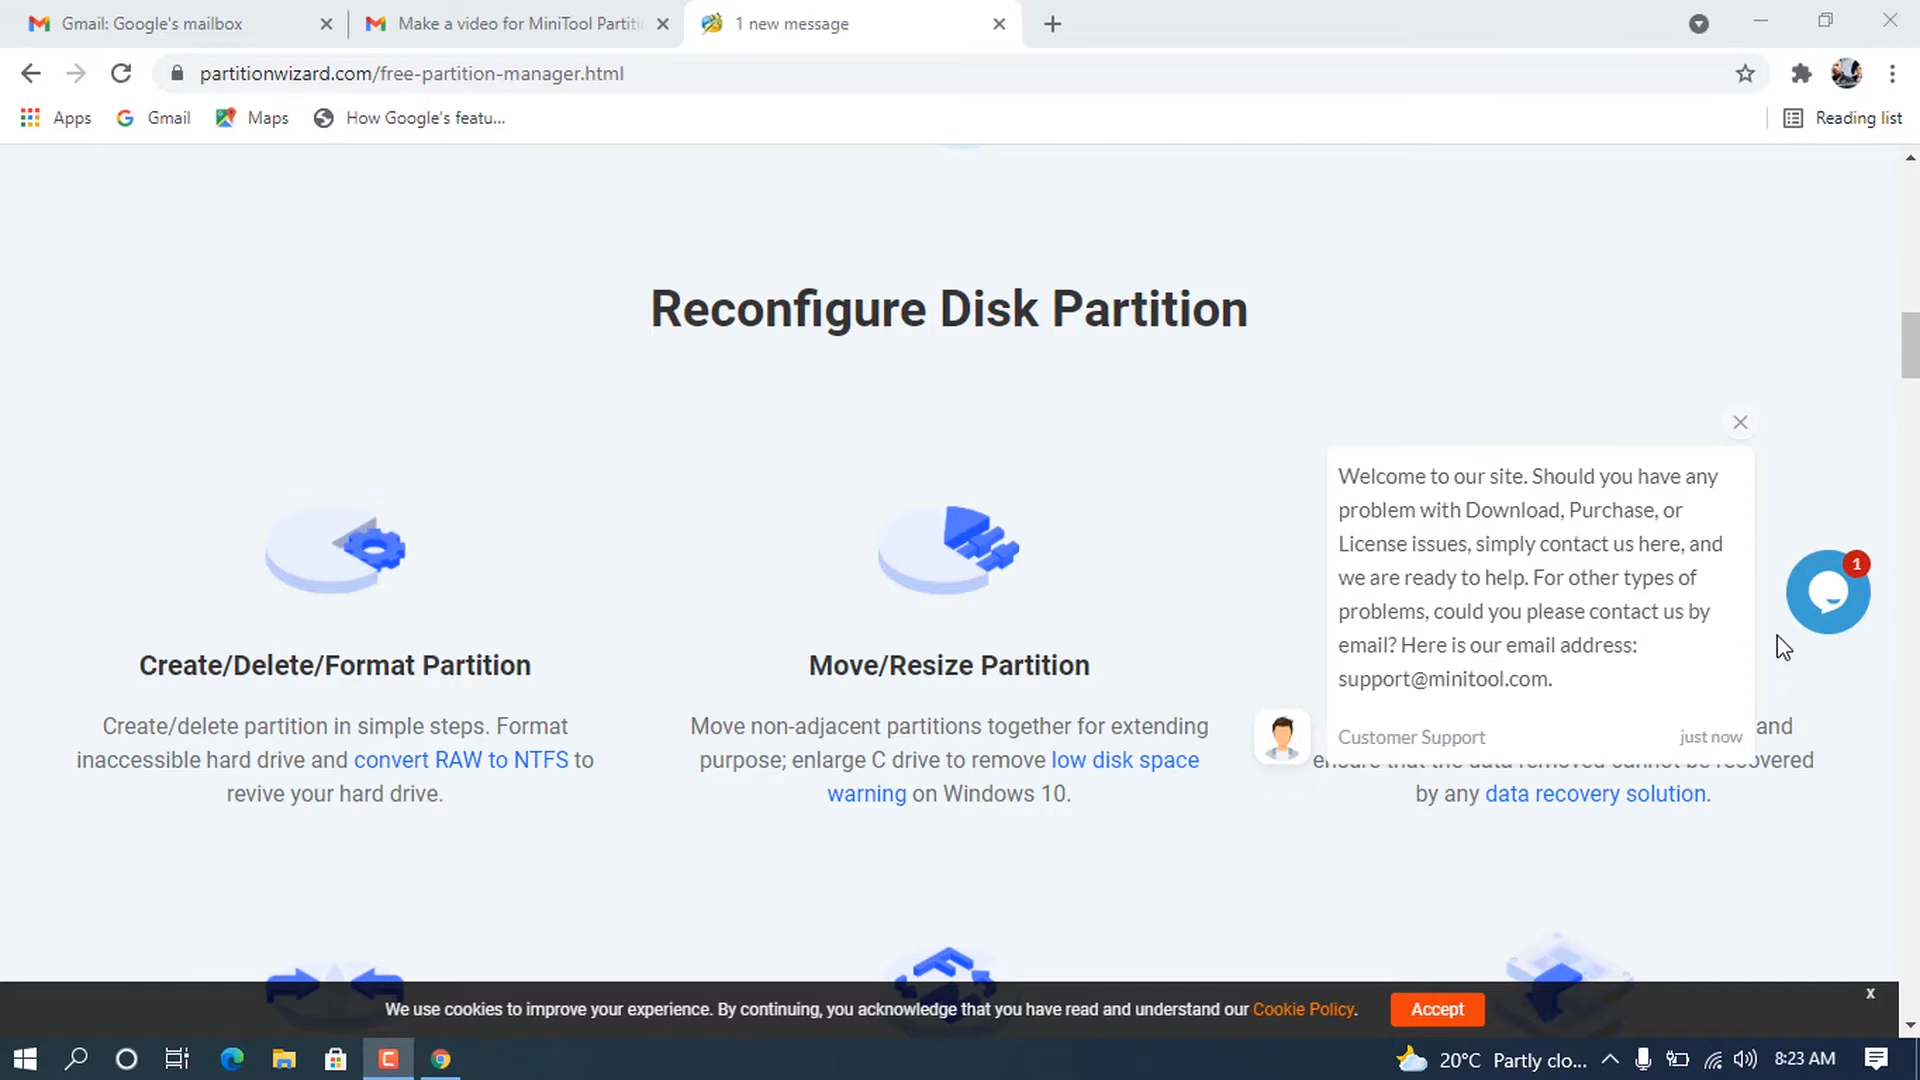 Gmail: Google's mailbox
Make a video for MiniTool Partiti
1 new message
partitionwizard.com/free-partition-manager.html
Apps
Gmail
Maps
How Google's featu...
Reading list
Reconfigure Disk Partition
Create/Delete/Format Partition
Create/delete partition in simple steps. Format
inaccessible hard drive and convert RAW to NTFS to
revive your hard drive.
Move/Resize Partition
Move non-adjacent partitions together for extending
purpose; enlarge C drive to remove low disk space
warning on Windows 10.
Welcome to our site. Should you have any
problem with Download, Purchase, or
License issues, simply contact us here, and
we are ready to help. For other types of
problems, could you please contact us by
email? Here is our email address:
support@minitool.com.
Customer Support
just now
1
and
ensure that the data removed cannot be recovered
by any data recovery solution.
We use cookies to improve your experience. By continuing, you acknowledge that you have read and understand our Cookie Policy.
Accept
x
20°C Partly clo...
8:23 AM